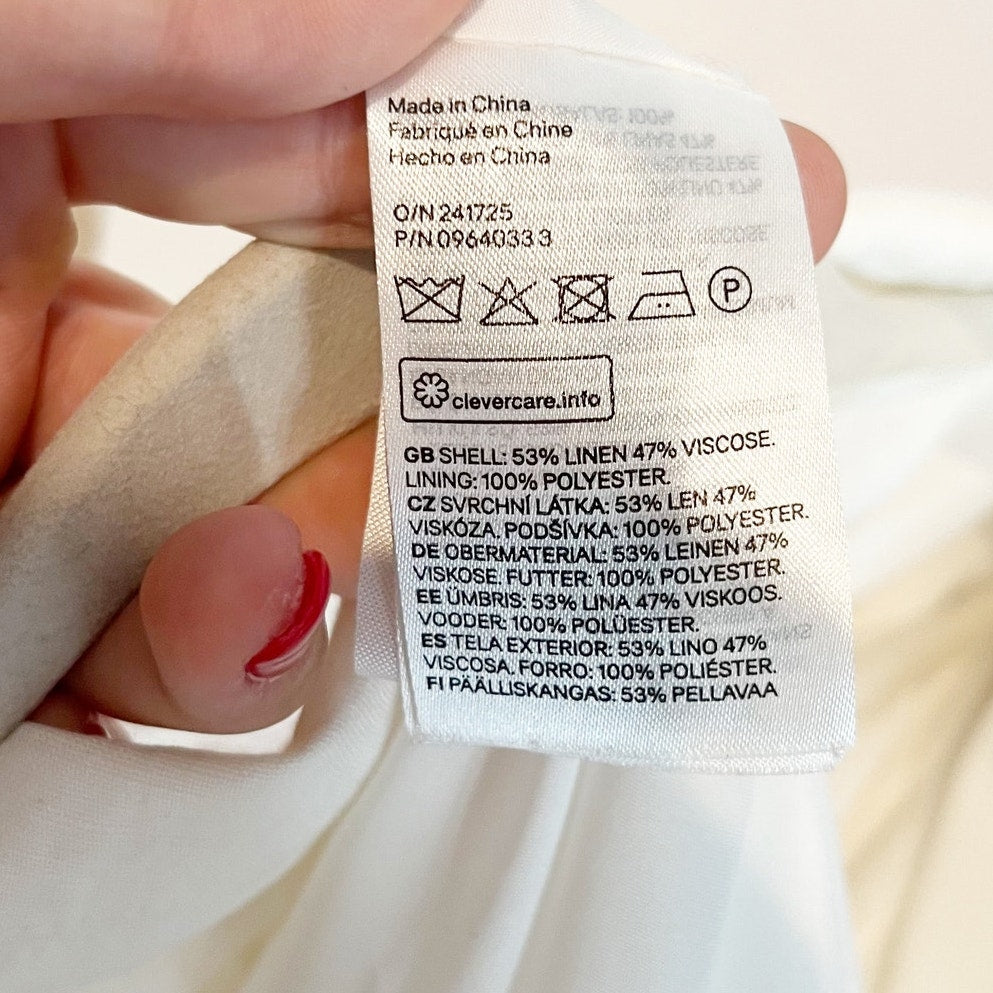 Made in China
Fabriqué en Chine
Hecho en China
O/N 241725
P/N 0964033 3
P
clevercare.info
GB SHELL: 53% LINEN 47% VISCOSE.
LINING: 100% POLYESTER.
CZ SVRCHNÍ LÁTKA: 53% LEN 47%
VISKÓZA. PODŠÍVKA: 100% POLYESTER.
DE OBERMATERIAL: 53% LEINEN 47%
VISKOSE. FUTTER: 100% POLYESTER.
EE ÜMBRIS: 53% LINA 47% VISKOOS.
VOODER: 100% POLÜESTER.
ES TELA EXTERIOR: 53% LINO 47%
VISCOSA. FORRO: 100% POLIÉSTER.
FI PÄÄLLISKANGAS: 53% PELLAVAA